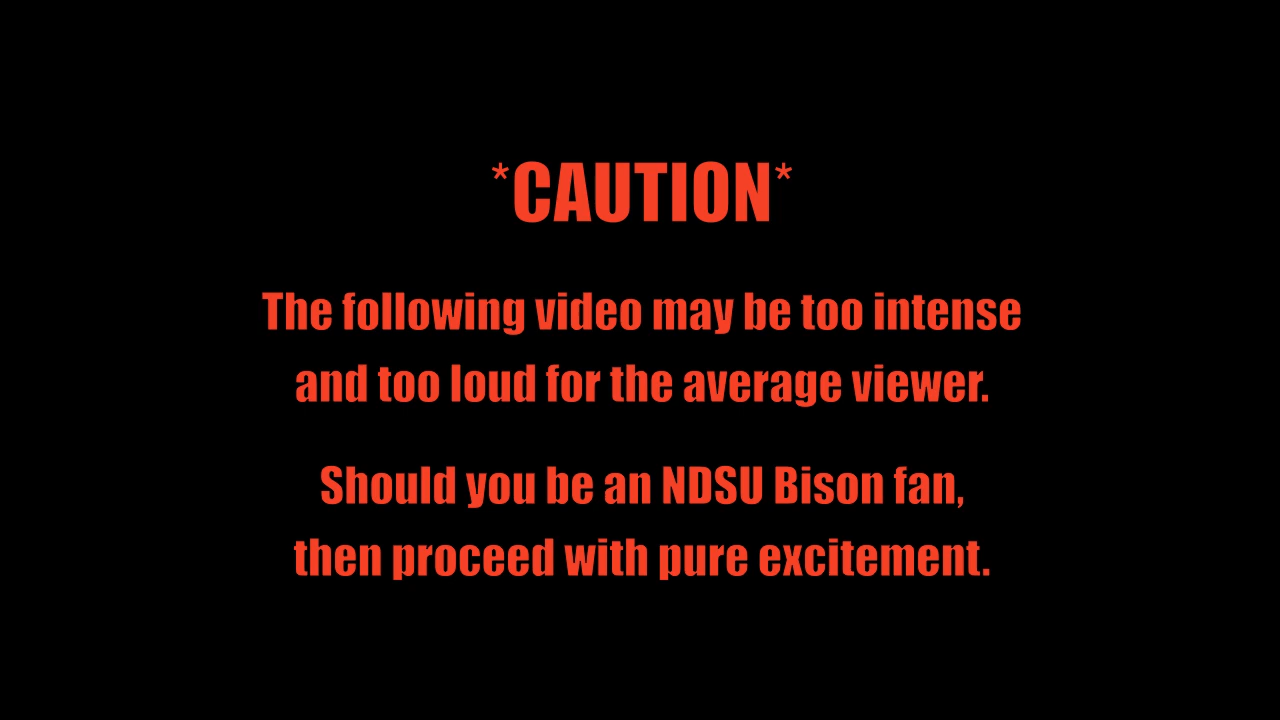 *CAUTION*
The following video may be too intense
and too loud for the average viewer.
Should you be an NDSU Bison fan,
then proceed with pure excitement.